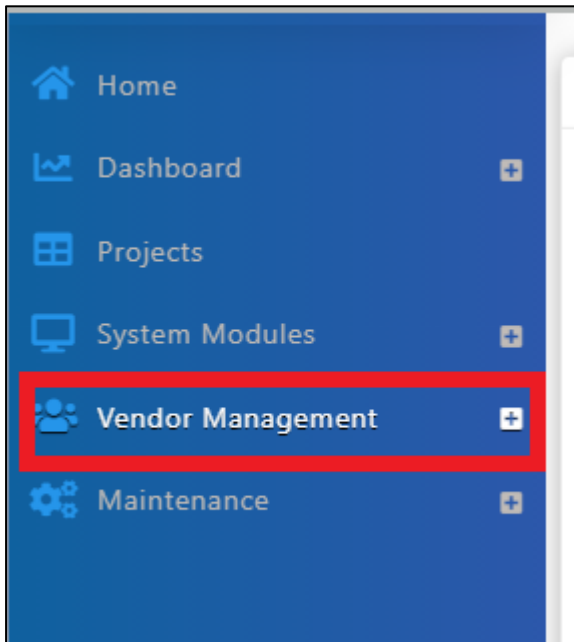 Home
Dashboard
Projects
System Modules
Vendor Management
Maintenance